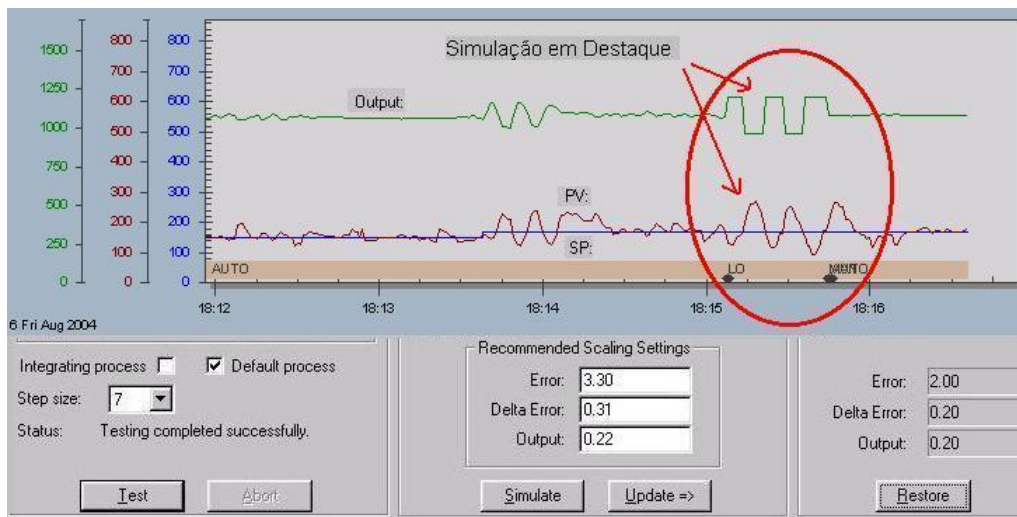 Simulação em Destaque
1500
1250
1000
750
500
250
0
800
700
600
500
400
300
200
100
0
800
700
600
500
400
300
200
100
0
Output:
PV:
SP:
AUTO
LO
18:12
18:13
18:14
18:15
18:16
6 Fri Aug 2004
Integrating process
Default process
Step size: 7
Status: Testing completed successfully.
Test
Abort
Recommended Scaling Settings
Error: 3.30
Delta Error: 0.31
Output: 0.22
Simulate
Update =>
Error: 2.00
Delta Error: 0.20
Output: 0.20
Restore